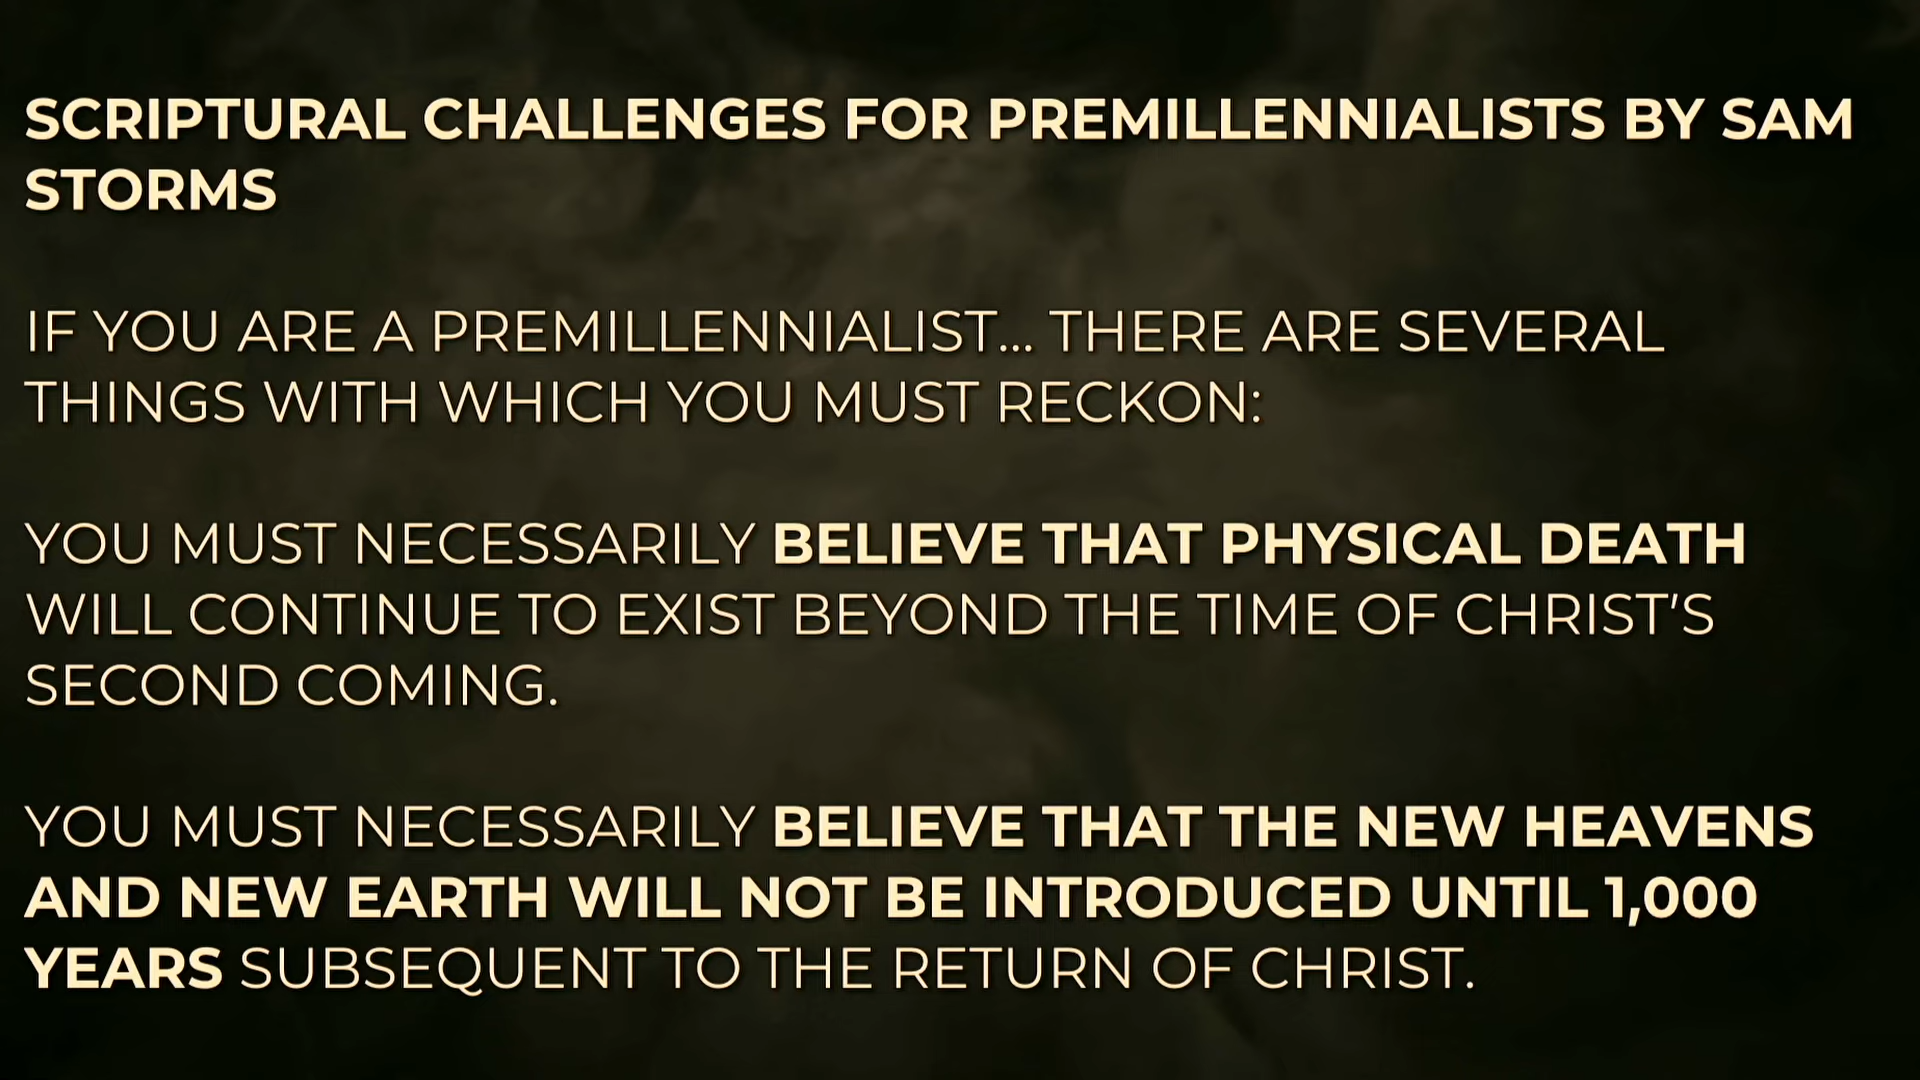 SCRIPTURAL CHALLENGES FOR PREMILLENNIALISTS BY SAM
STORMS
IF YOU ARE A PREMILLENNIALIST... THERE ARE SEVERAL
THINGS WITH WHICH YOU MUST RECKON:
YOU MUST NECESSARILY BELIEVE THAT PHYSICAL DEATH
WILL CONTINUE TO EXIST BEYOND THE TIME OF CHRIST'S
SECOND COMING.
YOU MUST NECESSARILY BELIEVE THAT THE NEW HEAVENS
AND NEW EARTH WILL NOT BE INTRODUCED UNTIL 1,000
YEARS SUBSEQUENT TO THE RETURN OF CHRIST.